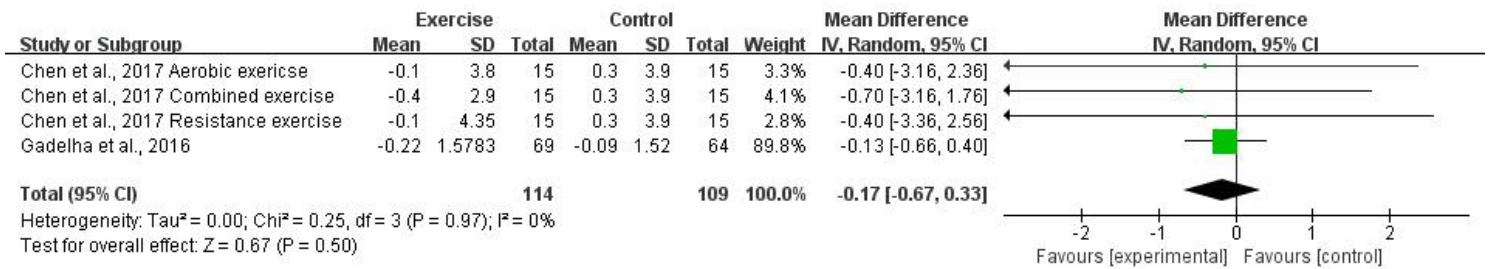 Exercise Control Mean Difference Mean Difference
Study or Subgroup Mean SD Total Mean SD Total Weight IV, Random, 95% CI IV, Random, 95% CI
Chen et al., 2017 Aerobic exericse -0.1 3.8 15 0.3 3.9 15 3.3% -0.40 [-3.16, 2.36]
Chen et al., 2017 Combined exercise -0.4 2.9 15 0.3 3.9 15 4.1% -0.70 [-3.16, 1.76]
Chen et al., 2017 Resistance exercise -0.1 4.35 15 0.3 3.9 15 2.8% -0.40 [-3.36, 2.56]
Gadelha et al., 2016 -0.22 1.5783 69 -0.09 1.52 64 89.8% -0.13 [-0.66, 0.40]
Total (95% CI) 114 109 100.0% -0.17 [-0.67, 0.33]
Heterogeneity: Tau² = 0.00; Chi² = 0.25, df = 3 (P = 0.97); I² = 0%
Test for overall effect: Z = 0.67 (P = 0.50)
-2 -1 0 1 2
Favours [experimental] Favours [control]